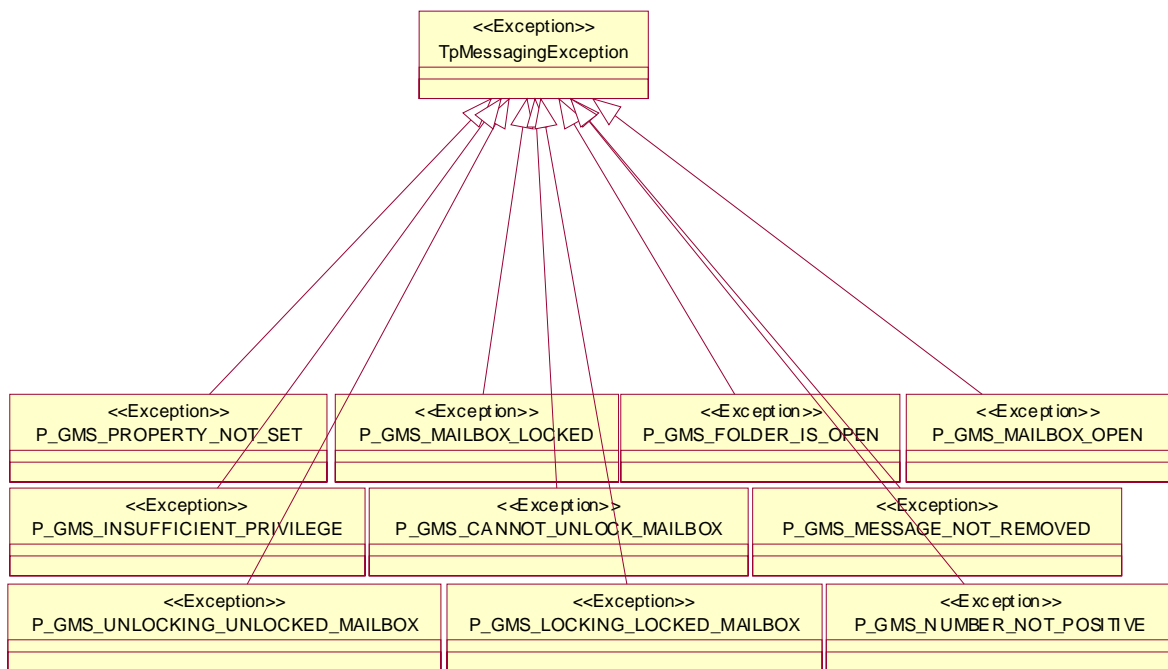 <<Exception>>
TpMessagingException
<<Exception>>
P_GMS_PROPERTY_NOT_SET
<<Exception>>
P_GMS_MAILBOX_LOCKED
<<Exception>>
P_GMS_FOLDER_IS_OPEN
<<Exception>>
P_GMS_MAILBOX_OPEN
<<Exception>>
P_GMS_INSUFFICIENT_PRIVILEGE
<<Exception>>
P_GMS_CANNOT_UNLOCK_MAILBOX
<<Exception>>
P_GMS_MESSAGE_NOT_REMOVED
<<Exception>>
P_GMS_UNLOCKING_UNLOCKED_MAILBOX
<<Exception>>
P_GMS_LOCKING_LOCKED_MAILBOX
<<Exception>>
P_GMS_NUMBER_NOT_POSITIVE